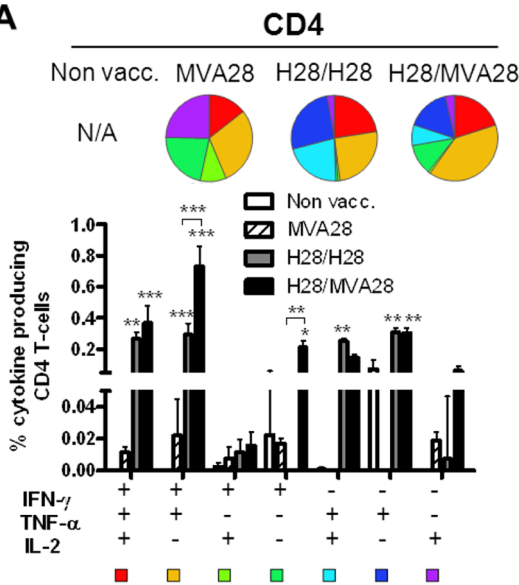 A
CD4
Non vacc. MVA28 H28/H28 H28/MVA28
N/A
Non vacc.
MVA28
H28/H28
H28/MVA28
% cytokine producing
CD4 T-cells
1.0
0.8
0.6
0.4
0.2
0.04
0.02
0.00
** *** *** *** *** ** * ** ** **
IFN-γ + + + + - - -
TNF-α + + - - + + -
IL-2 + - + - + - +